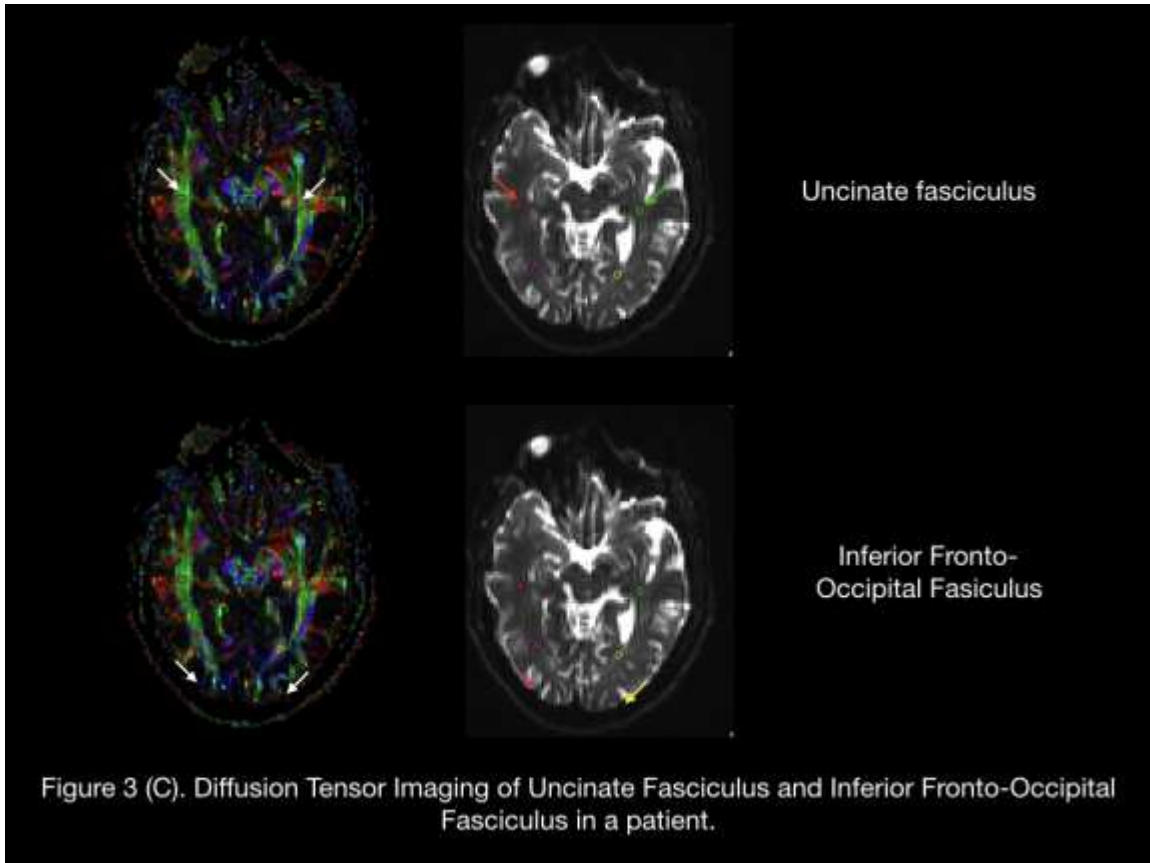 Uncinate fasciculus
Inferior Fronto-
Occipital Fasiculus
Figure 3 (C). Diffusion Tensor Imaging of Uncinate Fasciculus and Inferior Fronto-Occipital
Fasciculus in a patient.